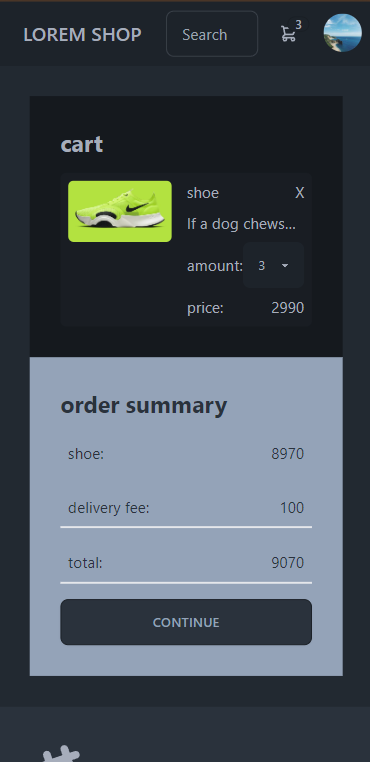 LOREM SHOP Search 3
cart
shoe X
If a dog chews...
amount: 3
price: 2990
order summary
shoe: 8970
delivery fee: 100
total: 9070
CONTINUE